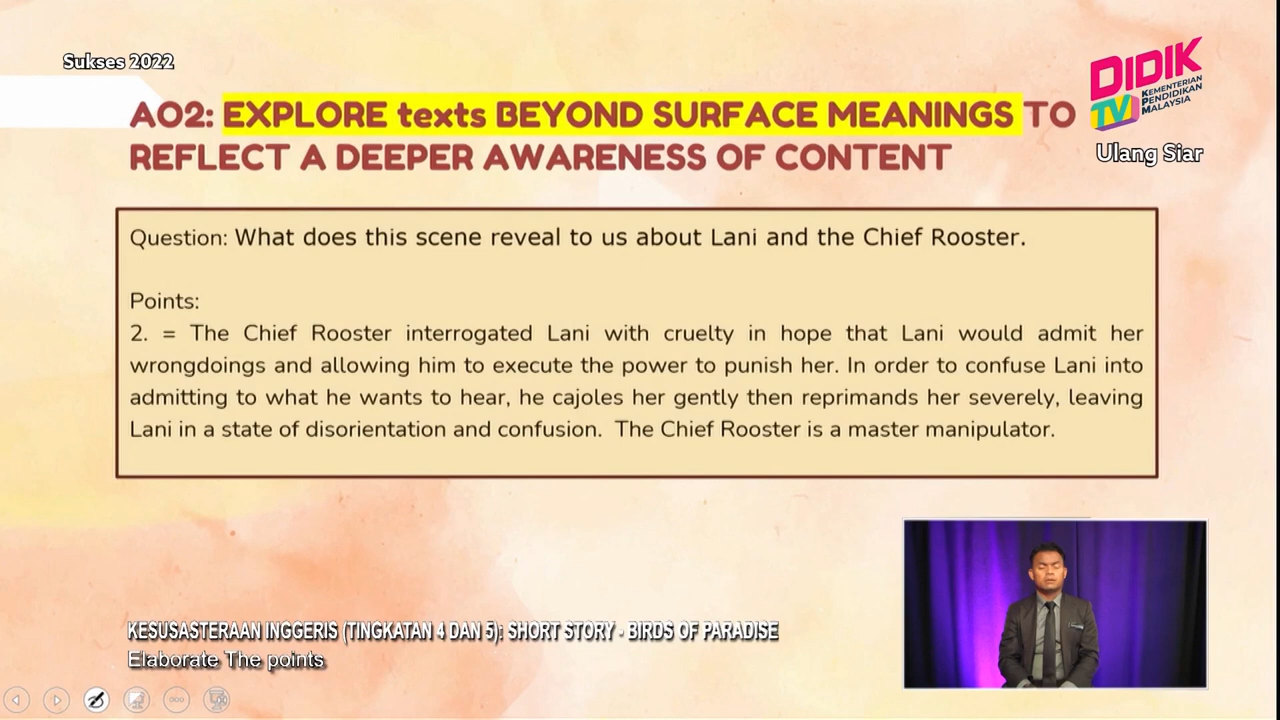 Sukses 2022
DIDIK
TV
KEMENTERIAN
PENDIDIKAN
MALAYSIA
Ulang Siar
AO2: EXPLORE texts BEYOND SURFACE MEANINGS TO
REFLECT A DEEPER AWARENESS OF CONTENT
Question: What does this scene reveal to us about Lani and the Chief Rooster.
Points:
2. = The Chief Rooster interrogated Lani with cruelty in hope that Lani would admit her
wrongdoings and allowing him to execute the power to punish her. In order to confuse Lani into
admitting to what he wants to hear, he cajoles her gently then reprimands her severely, leaving
Lani in a state of disorientation and confusion. The Chief Rooster is a master manipulator.
KESUSASTERAAN INGGERIS (TINGKATAN 4 DAN 5): SHORT STORY - BIRDS OF PARADISE
Elaborate The points